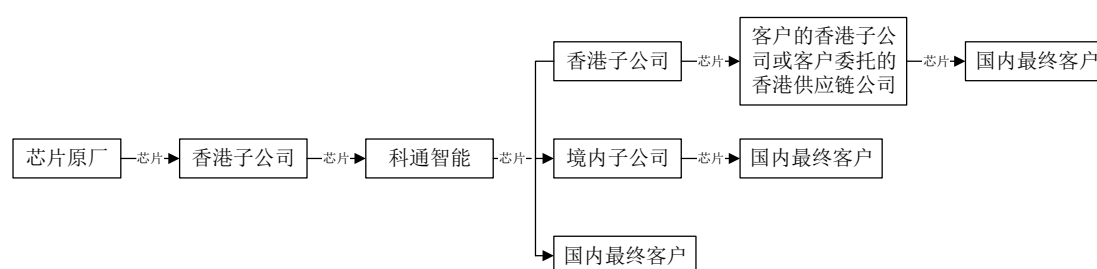 香港子公司
芯片
客户的香港子公
司或客户委托的
香港供应链公司
芯片
国内最终客户
芯片原厂
芯片
香港子公司
芯片
科通智能
芯片
境内子公司
芯片
国内最终客户
国内最终客户